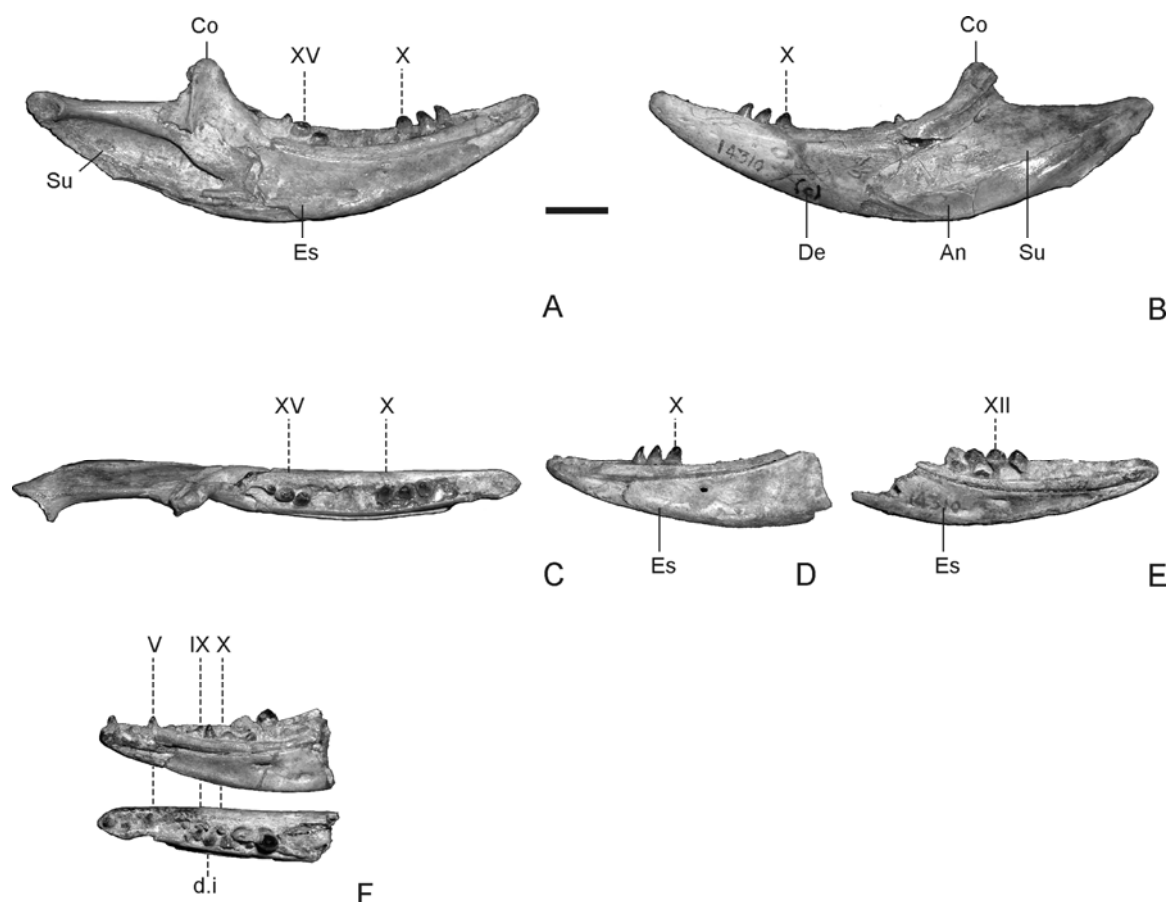 Co Co
XV X X
14310
Su
Es De An Su
A B
XV X X XII
14310
Es Es
C D E
V IX X
d.i
F